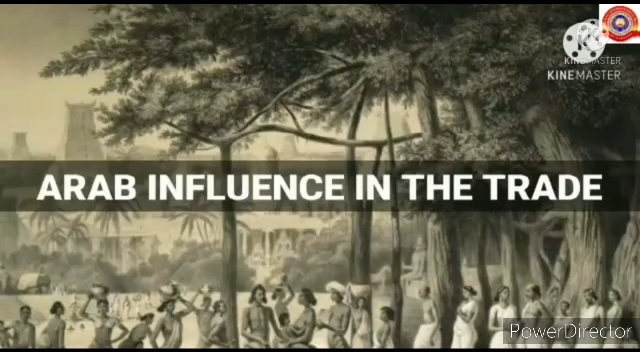 KINEMASTER
KINEMASTER
ARAB INFLUENCE IN THE TRADE
PowerDirector